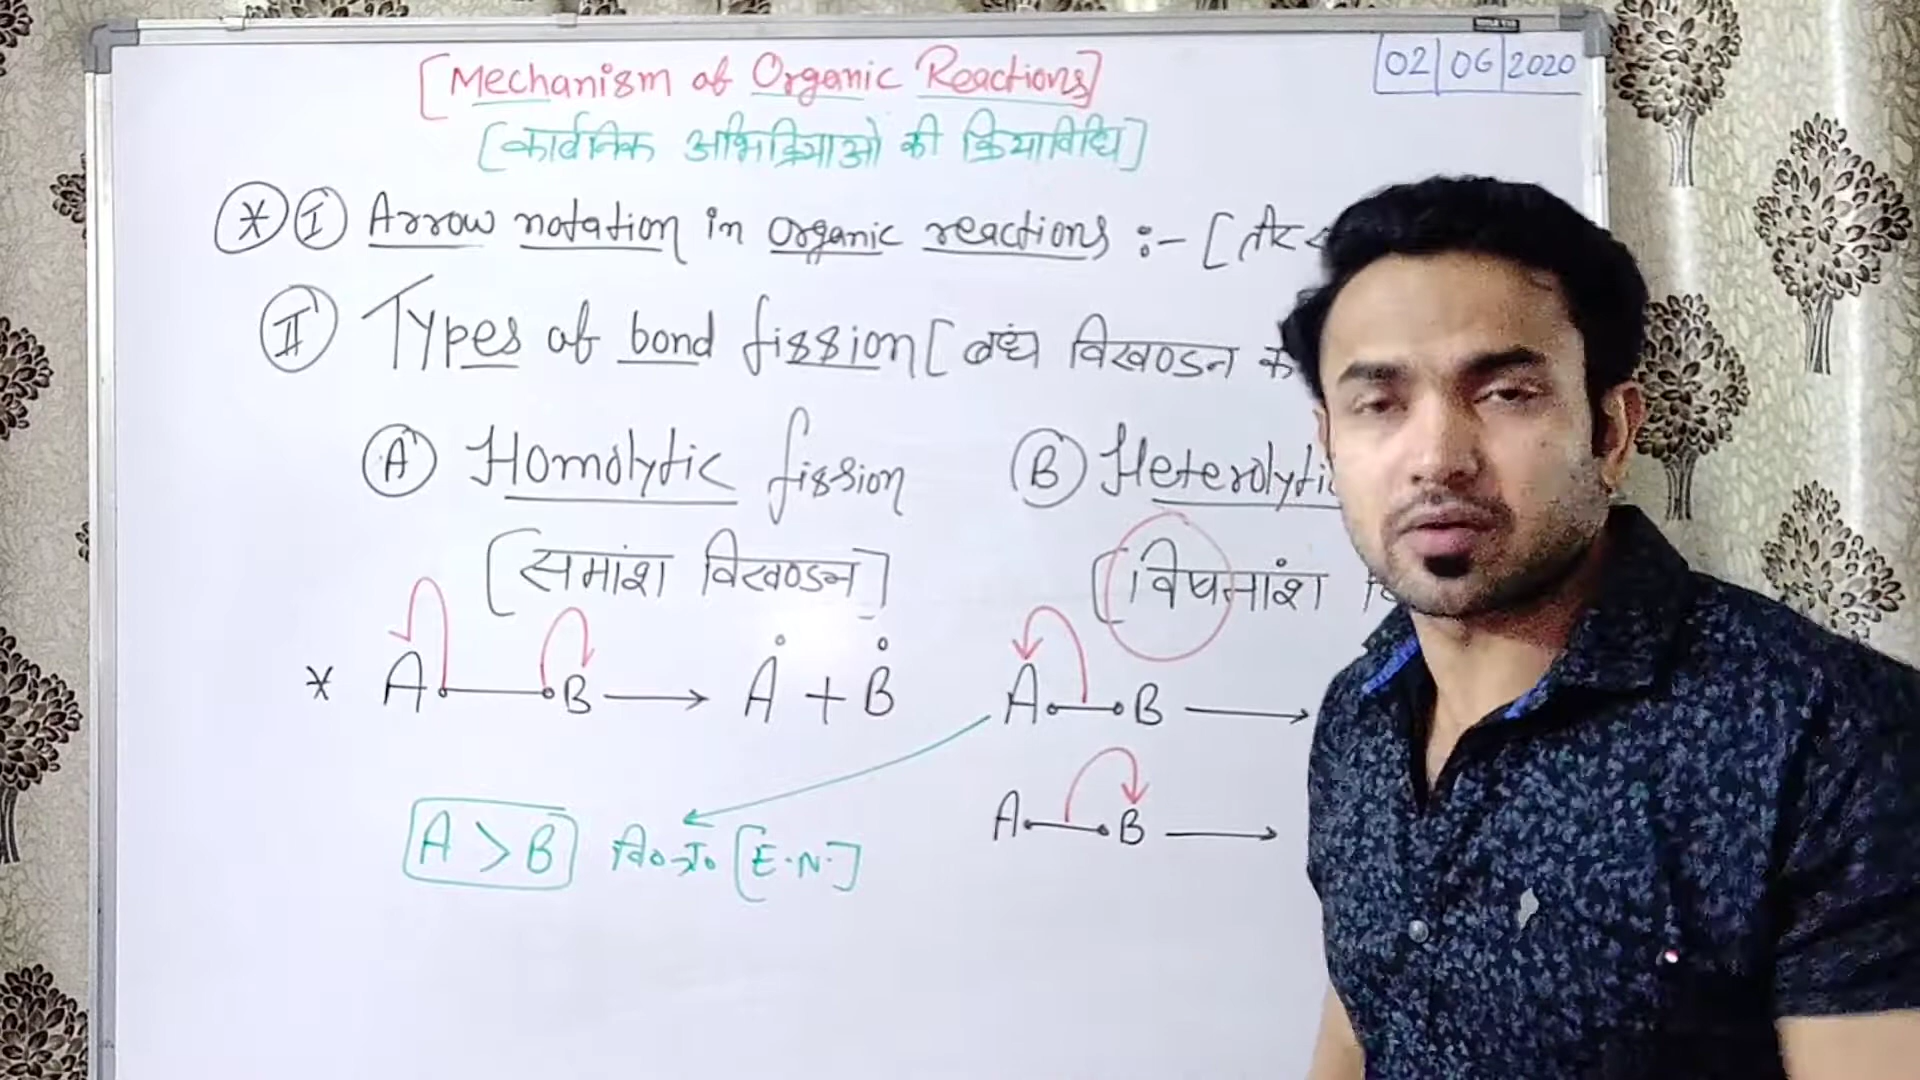 02|06|2020
[Mechanism of Organic Reactions]
[कार्बनिक अभिक्रियाओं की क्रियाविधि]
* I Arrow notation in organic reactions :- [
II Types of bond fission [ बंध विखण्डन क
A Homolytic fission
B Heterolytic
[समांश विखण्डन]
[विषमांश
* A—B → Ȧ + Ḃ
A—B →
A—B →
A > B वि०ऋ० [E.N.]